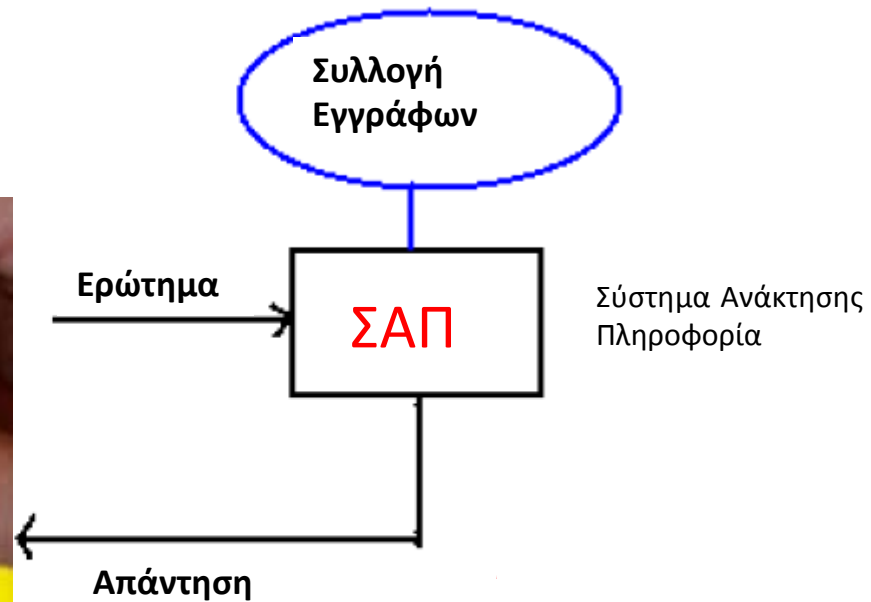 Συλλογή
Εγγράφων
Ερώτημα
ΣΑΠ
Σύστημα Ανάκτησης
Πληροφορία
Απάντηση